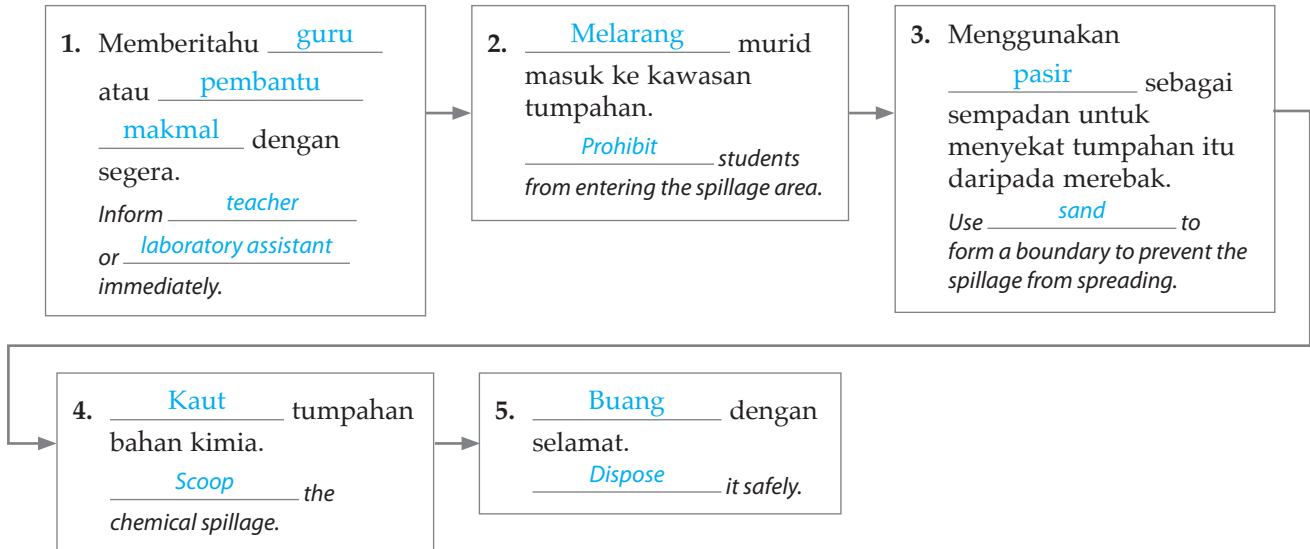 1. Memberitahu guru
atau pembantu
makmal dengan
segera.
Inform teacher
or laboratory assistant
immediately.
2. Melarang murid
masuk ke kawasan
tumpahan.
Prohibit students
from entering the spillage area.
3. Menggunakan
pasir sebagai
sempadan untuk
menyekat tumpahan itu
daripada merebak.
Use sand to
form a boundary to prevent the
spillage from spreading.
4. Kaut tumpahan
bahan kimia.
Scoop the
chemical spillage.
5. Buang dengan
selamat.
Dispose it safely.